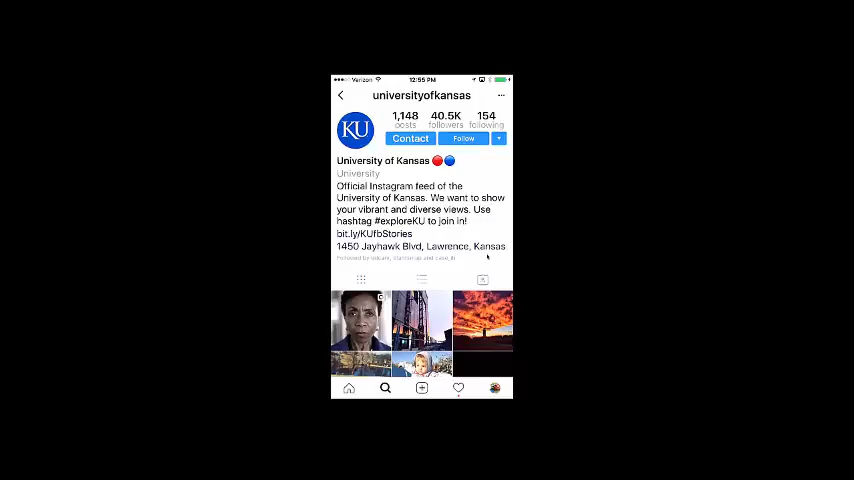 Verizon 12:55 PM
universityofkansas
1,148 40.5K 154
posts followers following
KU
Contact Follow
University of Kansas
University
Official Instagram feed of the
University of Kansas. We want to show
your vibrant and diverse views. Use
hashtag #exploreKU to join in!
bit.ly/KUfbStories
1450 Jayhawk Blvd, Lawrence, Kansas
Followed by